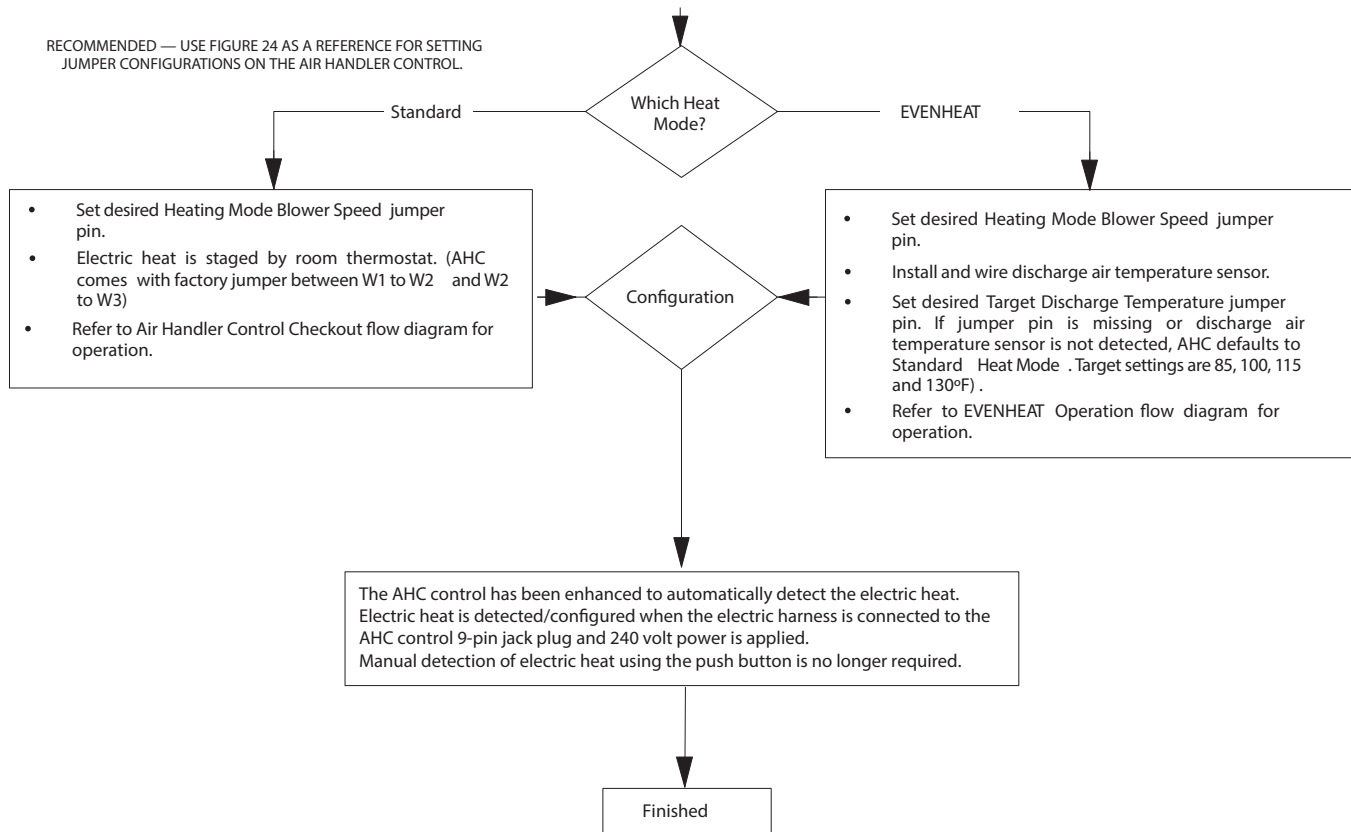 RECOMMENDED — USE FIGURE 24 AS A REFERENCE FOR SETTING
JUMPER CONFIGURATIONS ON THE AIR HANDLER CONTROL.
Which Heat
Mode?
Standard
EVENHEAT
• Set desired Heating Mode Blower Speed jumper
pin.
• Electric heat is staged by room thermostat. (AHC
comes with factory jumper between W1 to W2 and W2
to W3)
• Refer to Air Handler Control Checkout flow diagram for
operation.
Configuration
• Set desired Heating Mode Blower Speed jumper
pin.
• Install and wire discharge air temperature sensor.
• Set desired Target Discharge Temperature jumper
pin. If jumper pin is missing or discharge air
temperature sensor is not detected, AHC defaults to
Standard Heat Mode . Target settings are 85, 100, 115
and 130ºF) .
• Refer to EVENHEAT Operation flow diagram for
operation.
The AHC control has been enhanced to automatically detect the electric heat.
Electric heat is detected/configured when the electric harness is connected to the
AHC control 9-pin jack plug and 240 volt power is applied.
Manual detection of electric heat using the push button is no longer required.
Finished